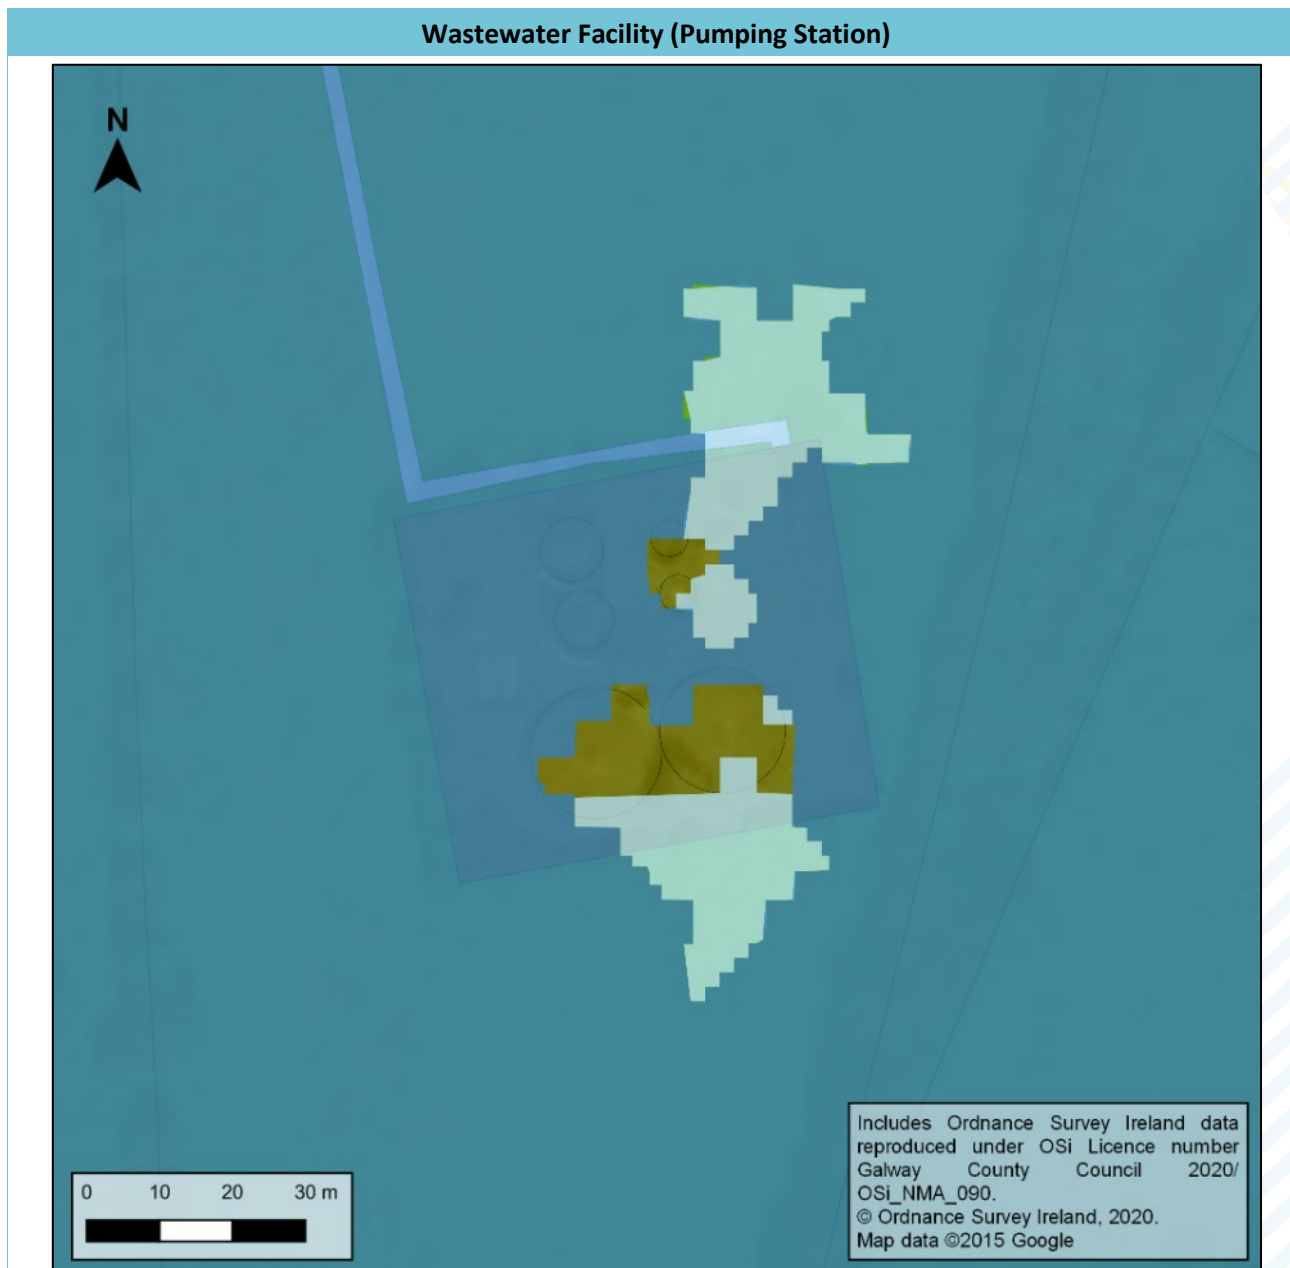 Wastewater Facility (Pumping Station)
N
0 10 20 30 m
Includes Ordnance Survey Ireland data
reproduced under OSi Licence number
Galway County Council 2020/
OSi_NMA_090.
© Ordnance Survey Ireland, 2020.
Map data ©2015 Google